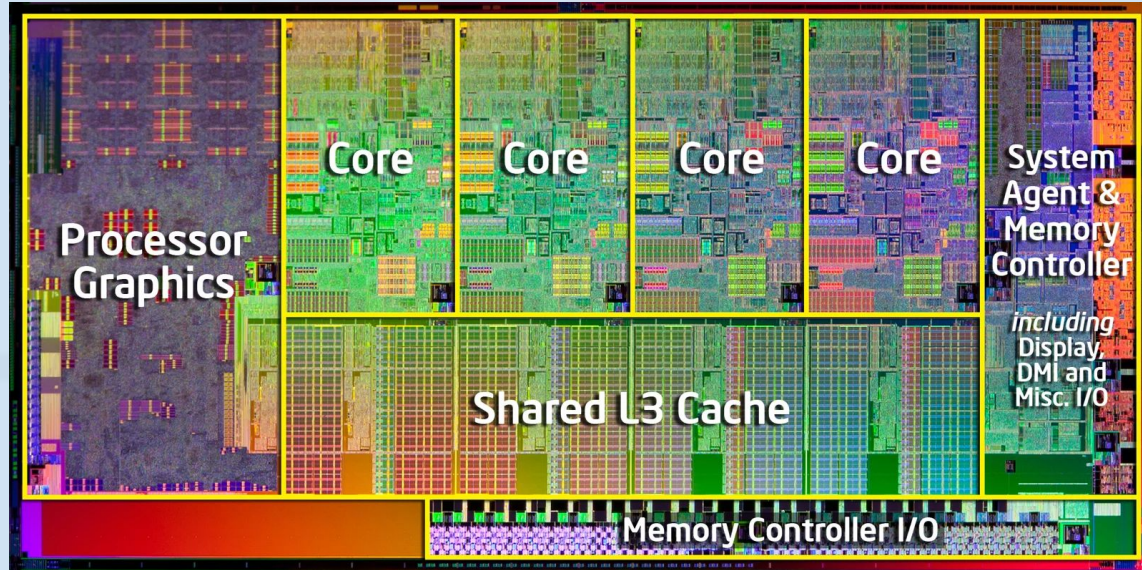 Processor
Graphics
Core
Core
Core
Core
System
Agent &
Memory
Controller
including
Display,
DMI and
Misc. I/O
Shared L3 Cache
Memory Controller I/O